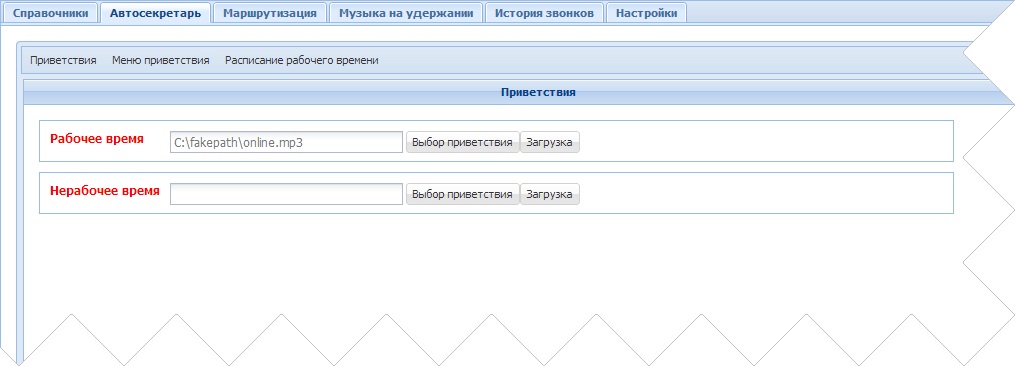 Справочники Автосекретарь Маршрутизация Музыка на удержании История звонков Настройки
Приветствия Меню приветствия Расписание рабочего времени
Приветствия
Рабочее время C:\fakepath\online.mp3 Выбор приветствия Загрузка
Нерабочее время Выбор приветствия Загрузка